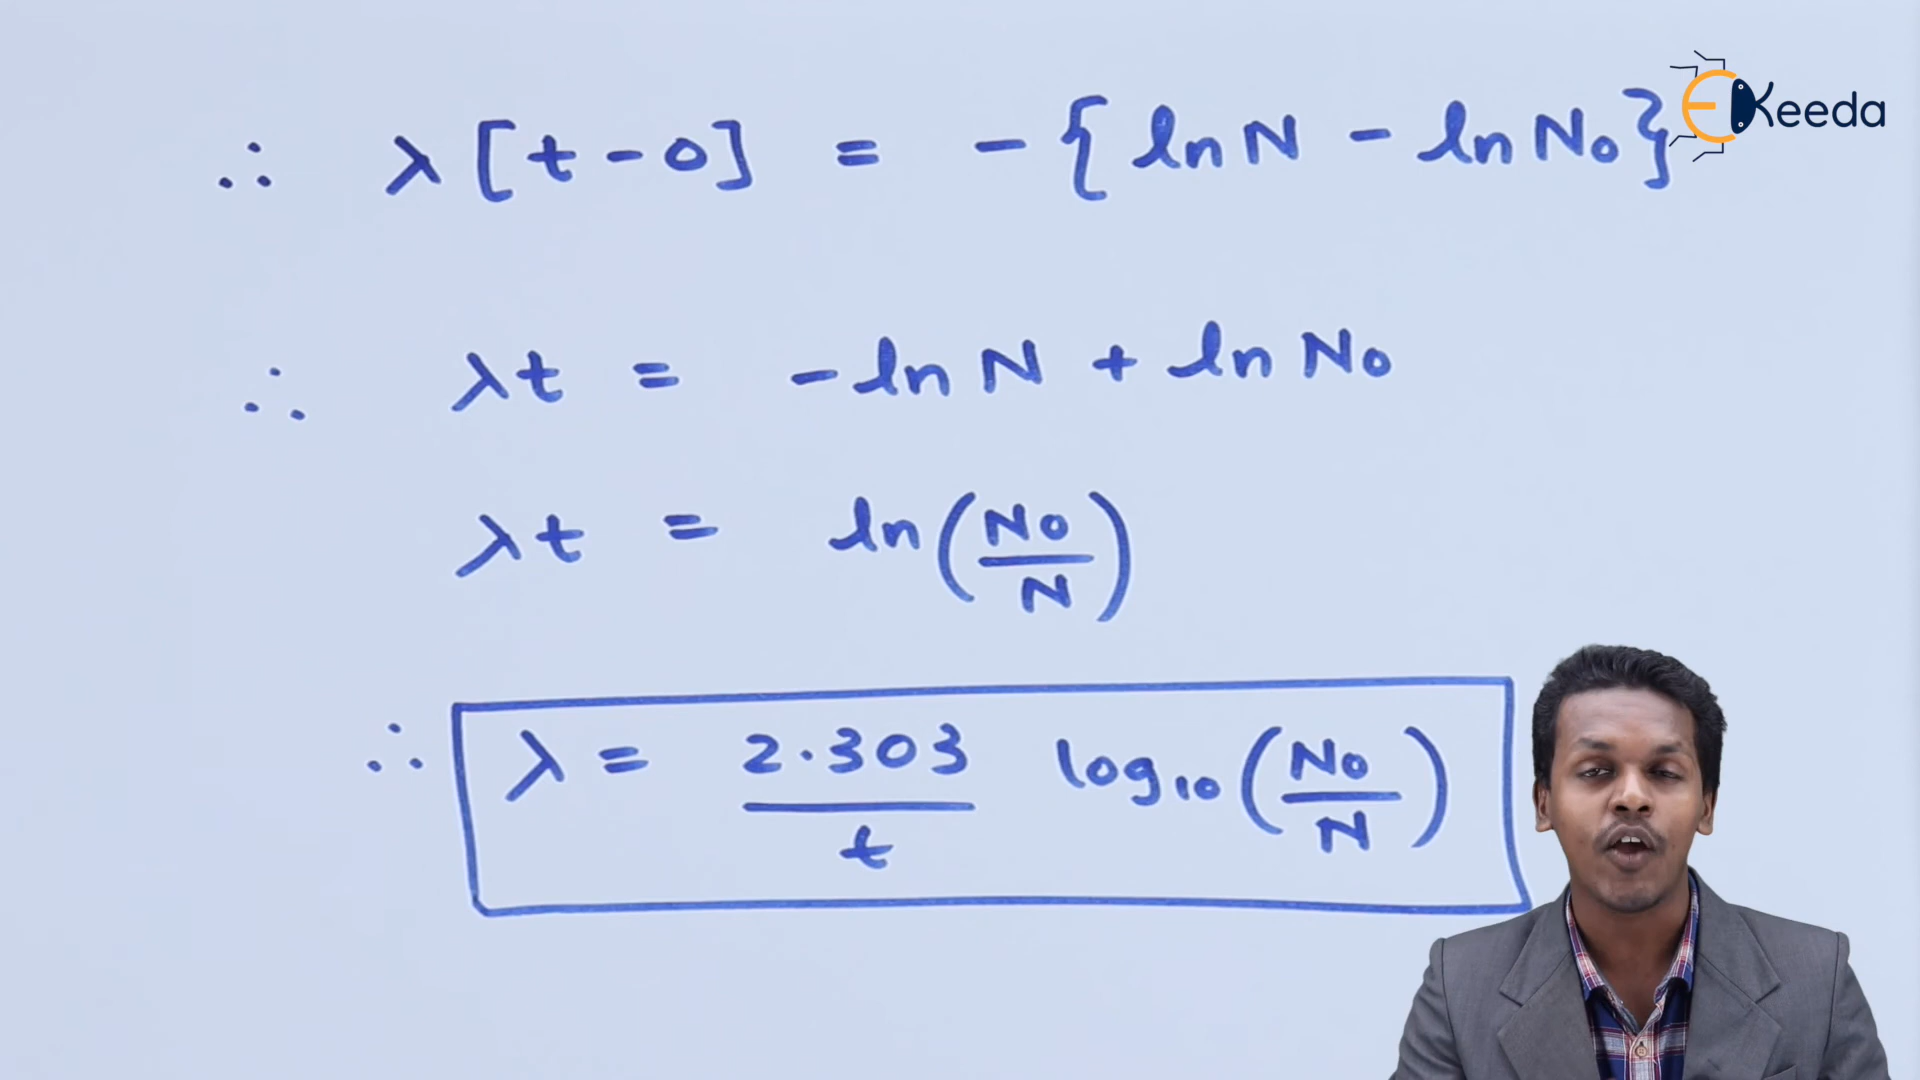 ∴ λ [t - 0] = - { ln N - ln N₀ }
EKeeda
∴ λt = - ln N + ln N₀
λt = ln (N₀/N)
∴ λ = 2.303/t log₁₀ (N₀/N)